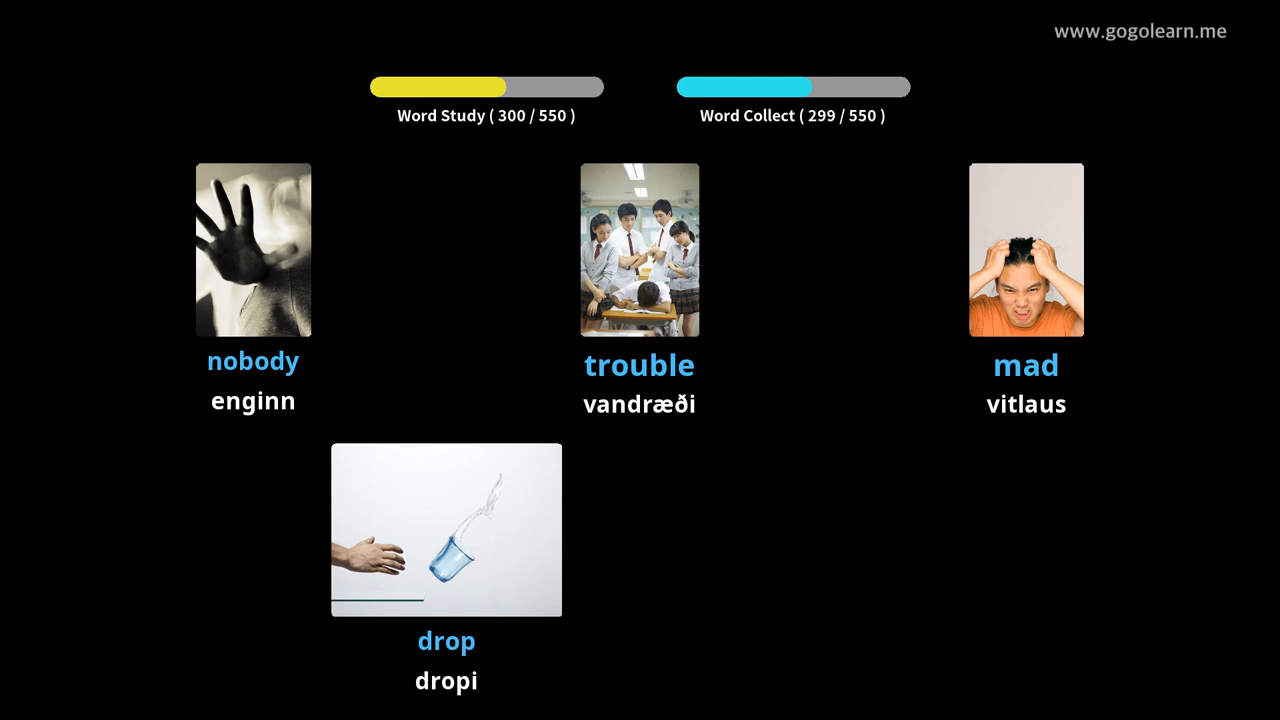 www.gogolearn.me
Word Study ( 300 / 550 )
Word Collect ( 299 / 550 )
nobody
enginn
trouble
vandræði
mad
vitlaus
drop
dropi